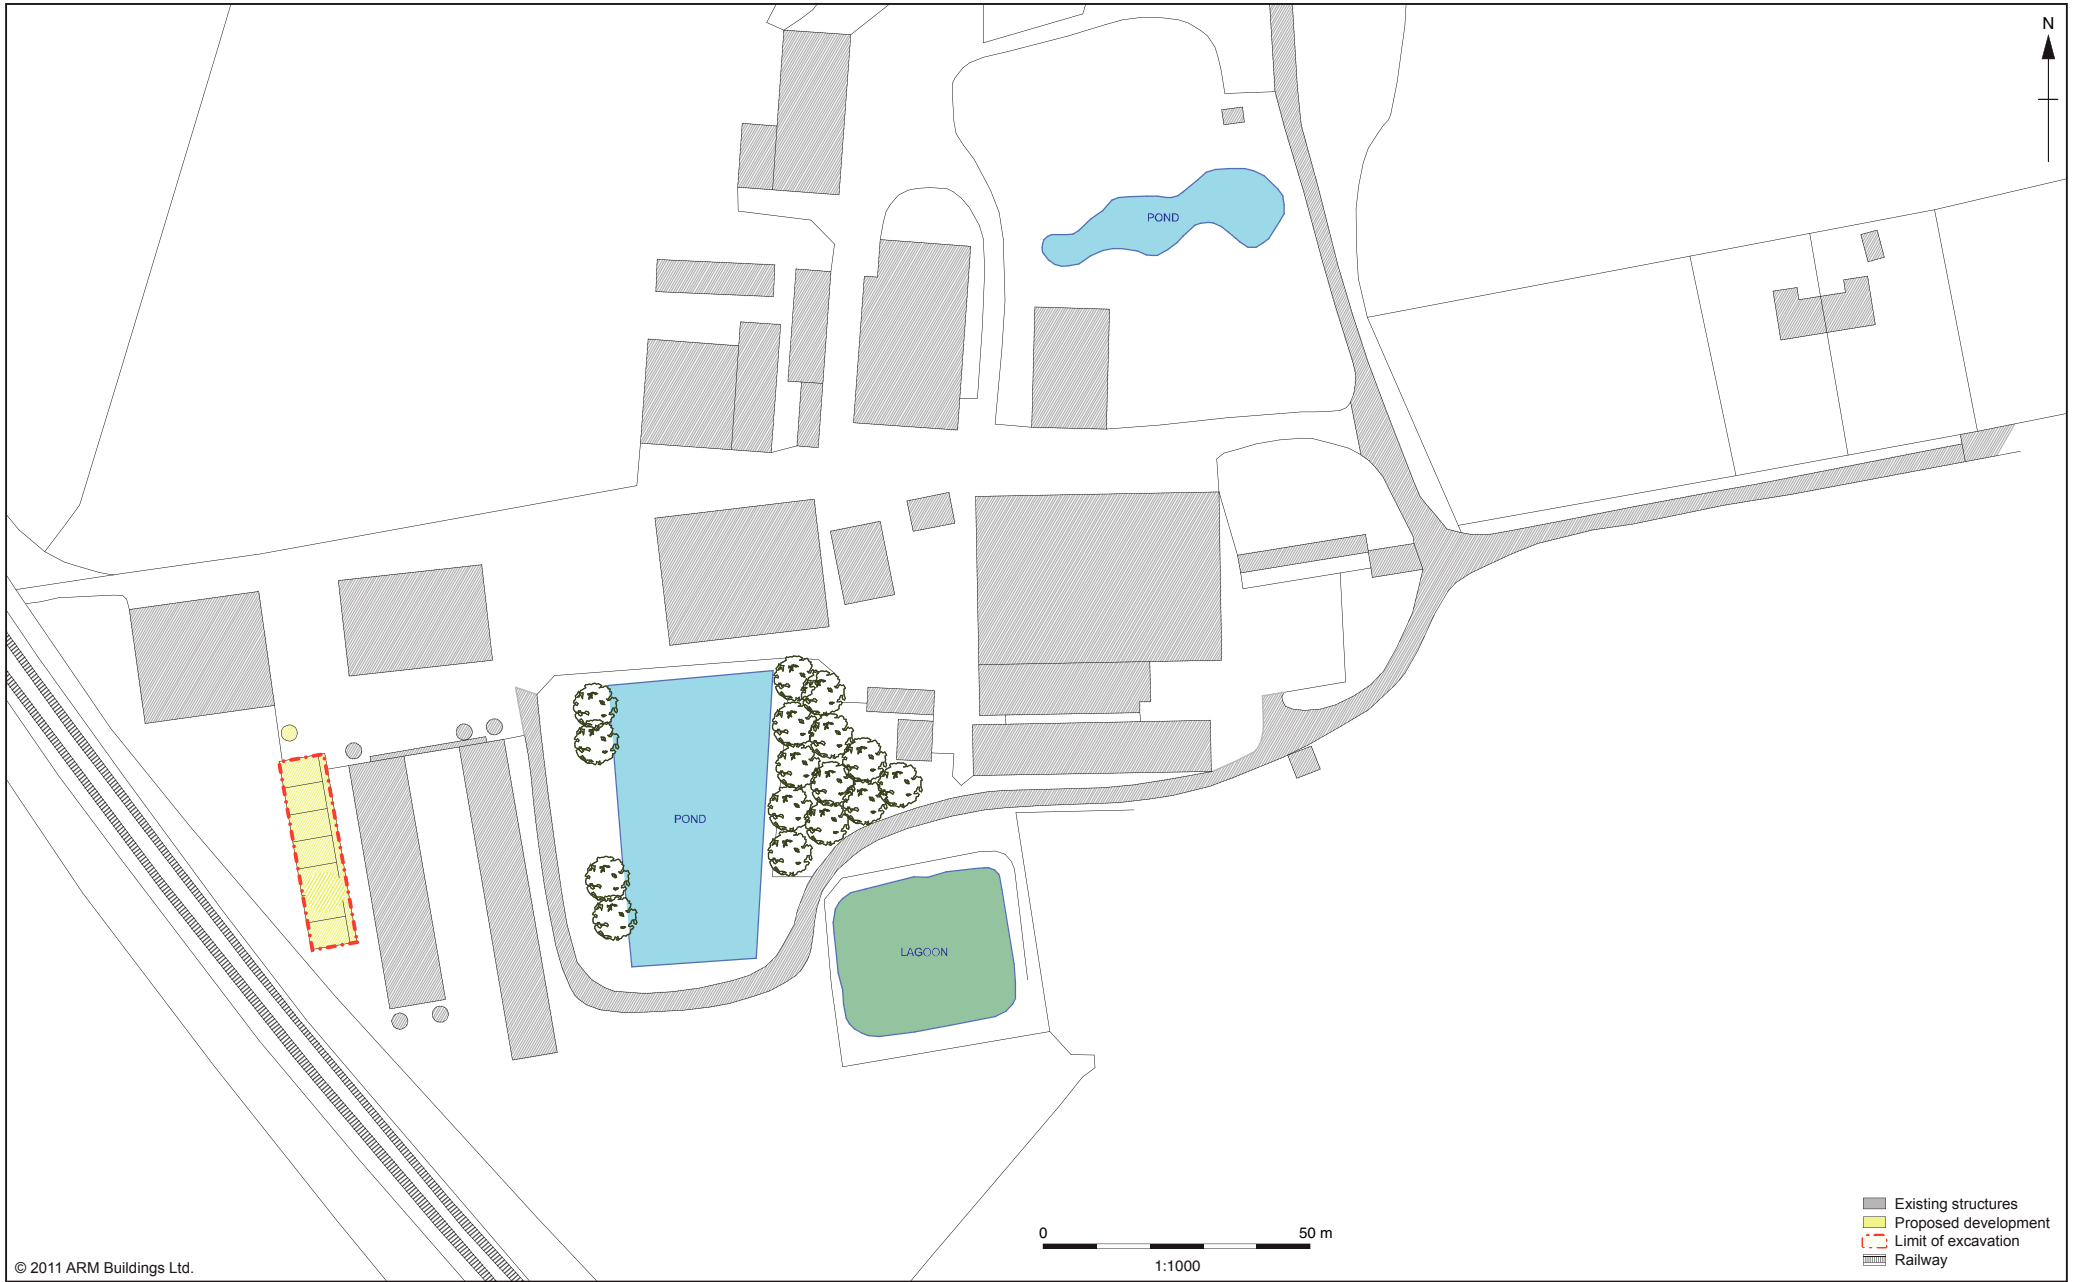 N
POND
POND
LAGOON
0 50 m
1:1000
Existing structures
Proposed development
Limit of excavation
Railway
© 2011 ARM Buildings Ltd.